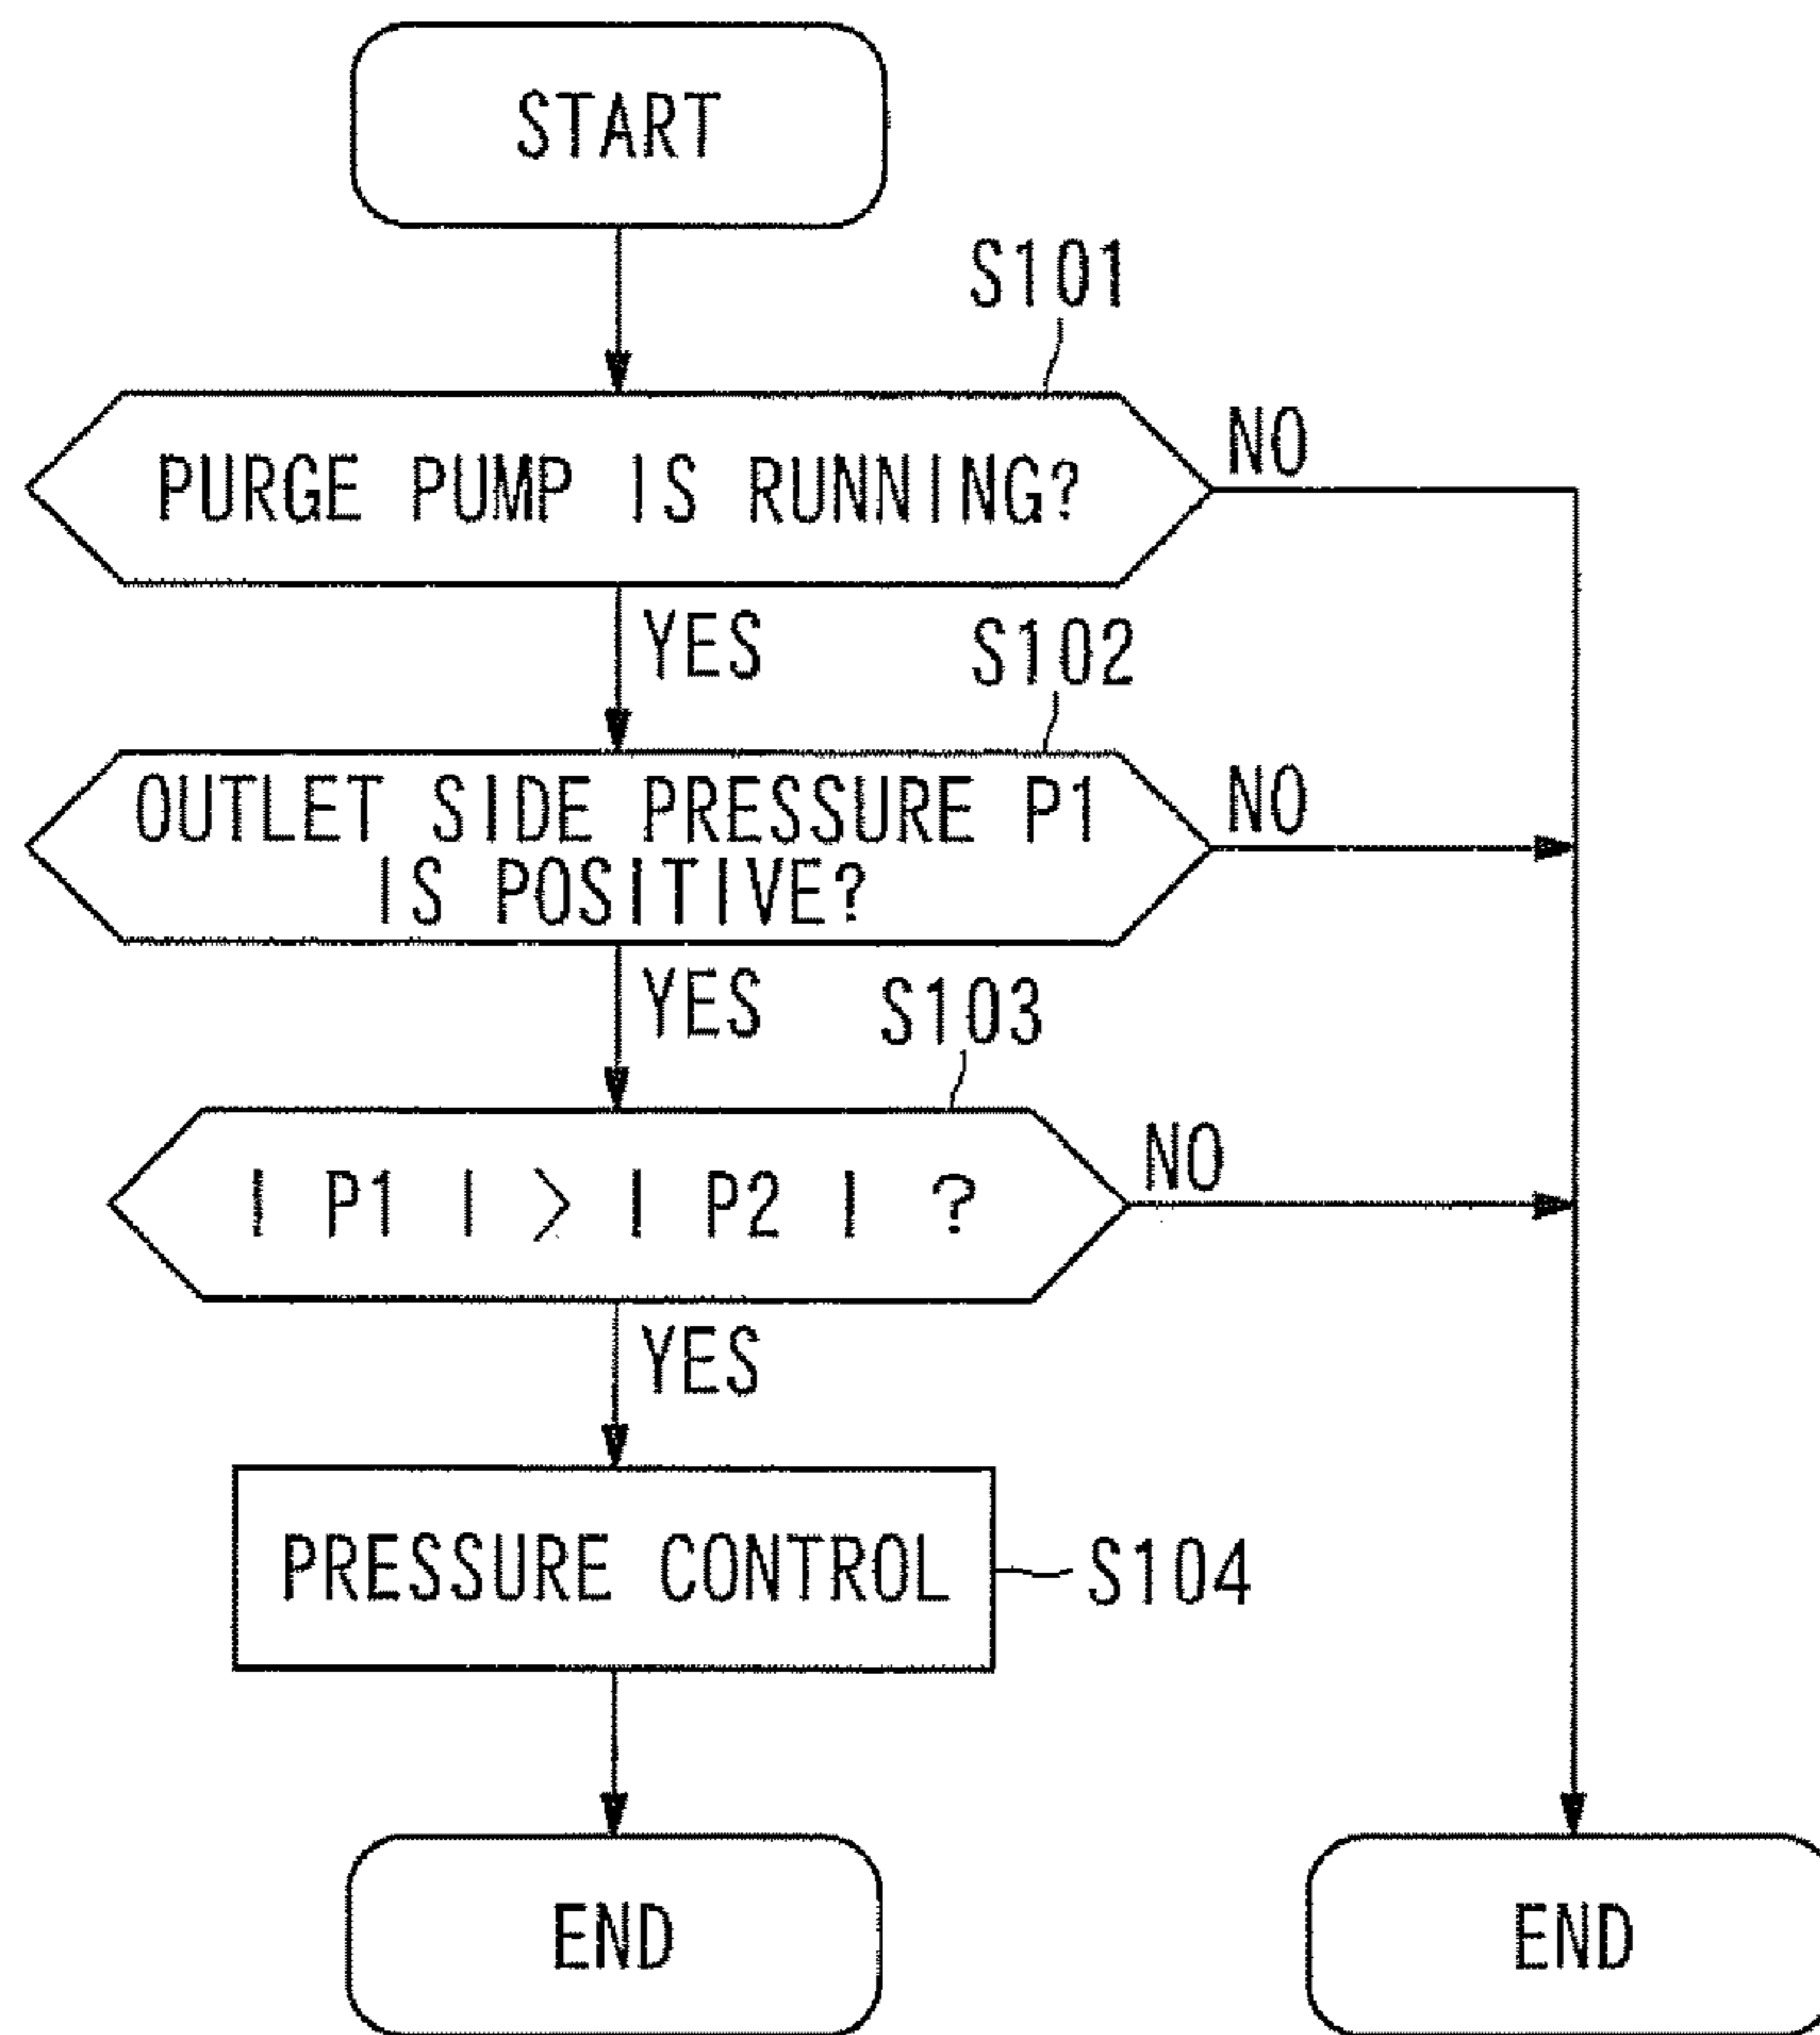 START
S101
PURGE PUMP IS RUNNING?
NO
YES
S102
OUTLET SIDE PRESSURE P1
IS POSITIVE?
NO
YES
S103
| P1 | > | P2 | ?
NO
YES
PRESSURE CONTROL
S104
END
END